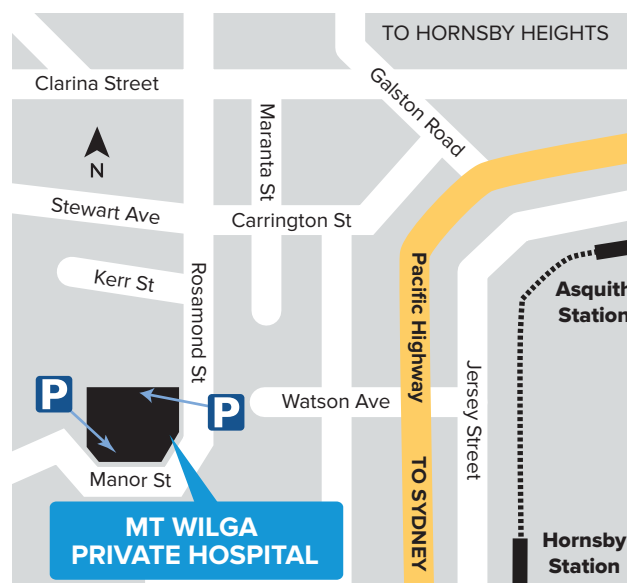 TO HORNSBY HEIGHTS
Clarina Street
Galston Road
Maranta St
N
Stewart Ave
Carrington St
Kerr St
Rosamond St
Pacific Highway
TO SYDNEY
Asquith
Station
Jersey Street
P
P
Watson Ave
Manor St
MT WILGA
PRIVATE HOSPITAL
Hornsby
Station